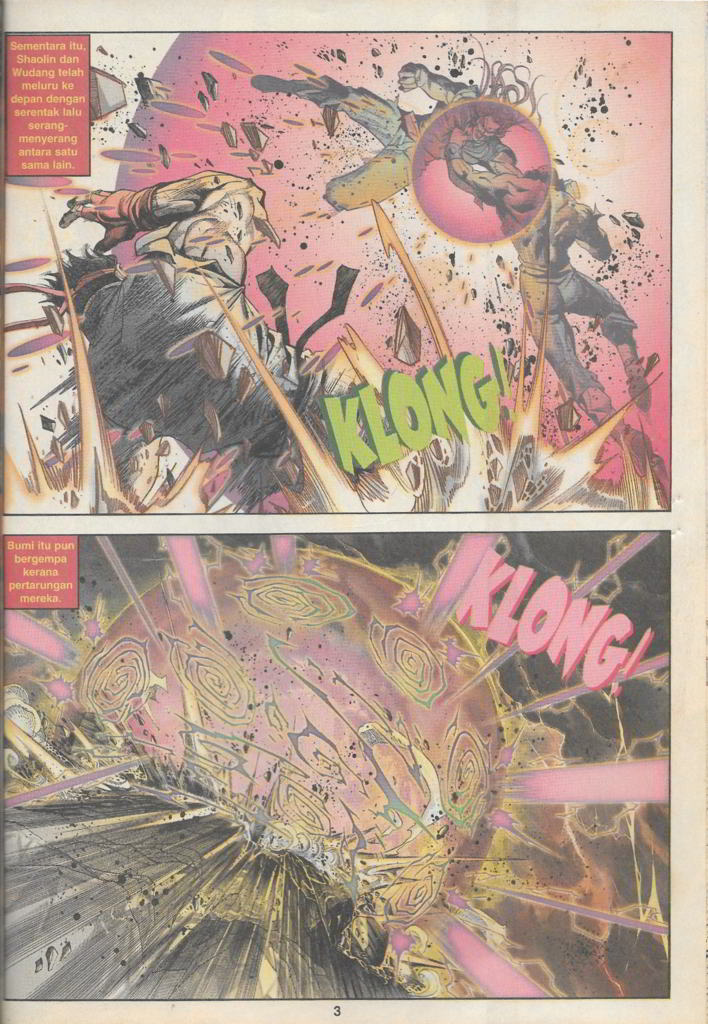 Sementara itu,
Shaolin dan
Wudang telah
meluru ke
depan dengan
serentak lalu
serang-
menyerang
antara satu
sama lain.
KLONG!
Bumi itu pun
bergempa
kerana
pertarungan
mereka.
KLONG!
3